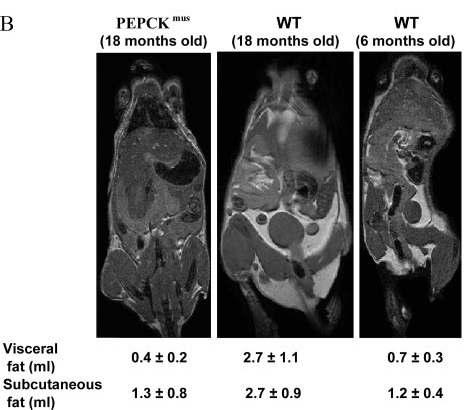 B
PEPCK mus WT WT
(18 months old) (18 months old) (6 months old)
Visceral
fat (ml) 0.4 ± 0.2 2.7 ± 1.1 0.7 ± 0.3
Subcutaneous
fat (ml) 1.3 ± 0.8 2.7 ± 0.9 1.2 ± 0.4